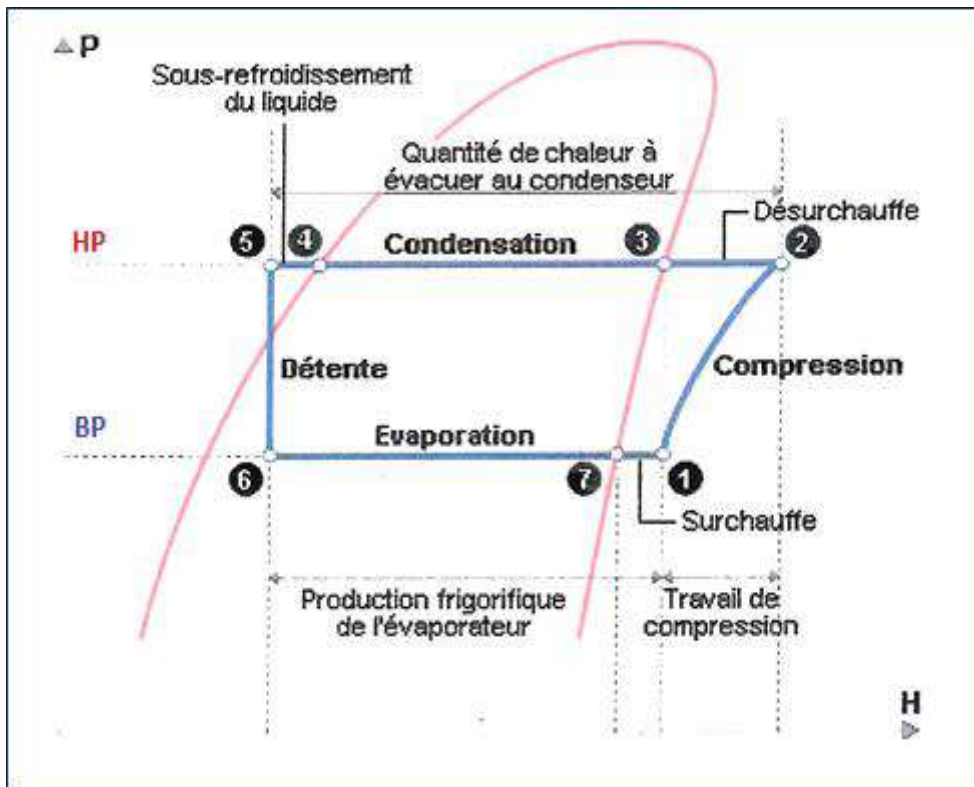 P
Sous-refroidissement
du liquide
Quantité de chaleur à
évacuer au condenseur
Désurchauffe
HP
5
4
Condensation
3
2
Détente
Compression
BP
Evaporation
6
7
1
Surchauffe
Production frigorifique
de l'évaporateur
Travail de
compression
H